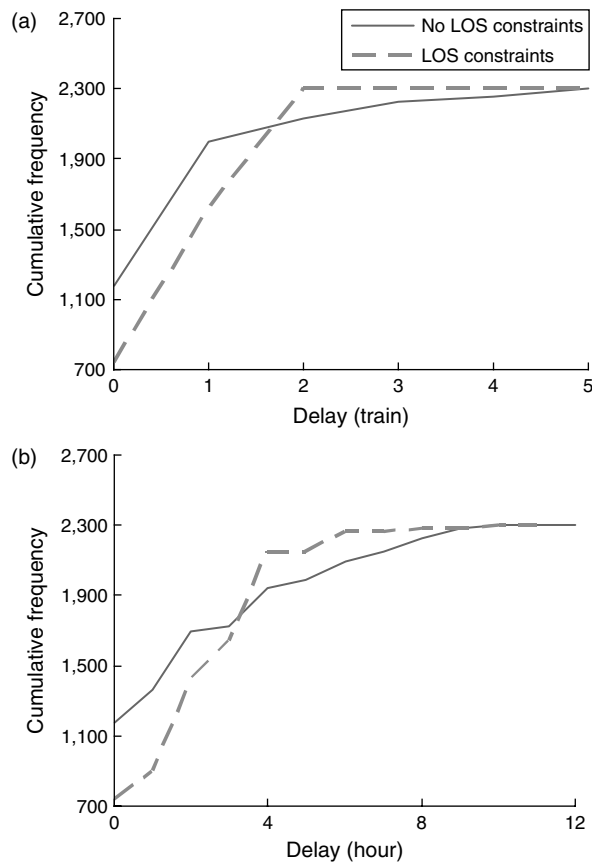 (a)
2,700
2,300
1,900
1,500
1,100
700
Cumulative frequency
No LOS constraints
LOS constraints
0 1 2 3 4 5
Delay (train)
(b)
2,700
2,300
1,900
1,500
1,100
700
Cumulative frequency
0 4 8 12
Delay (hour)